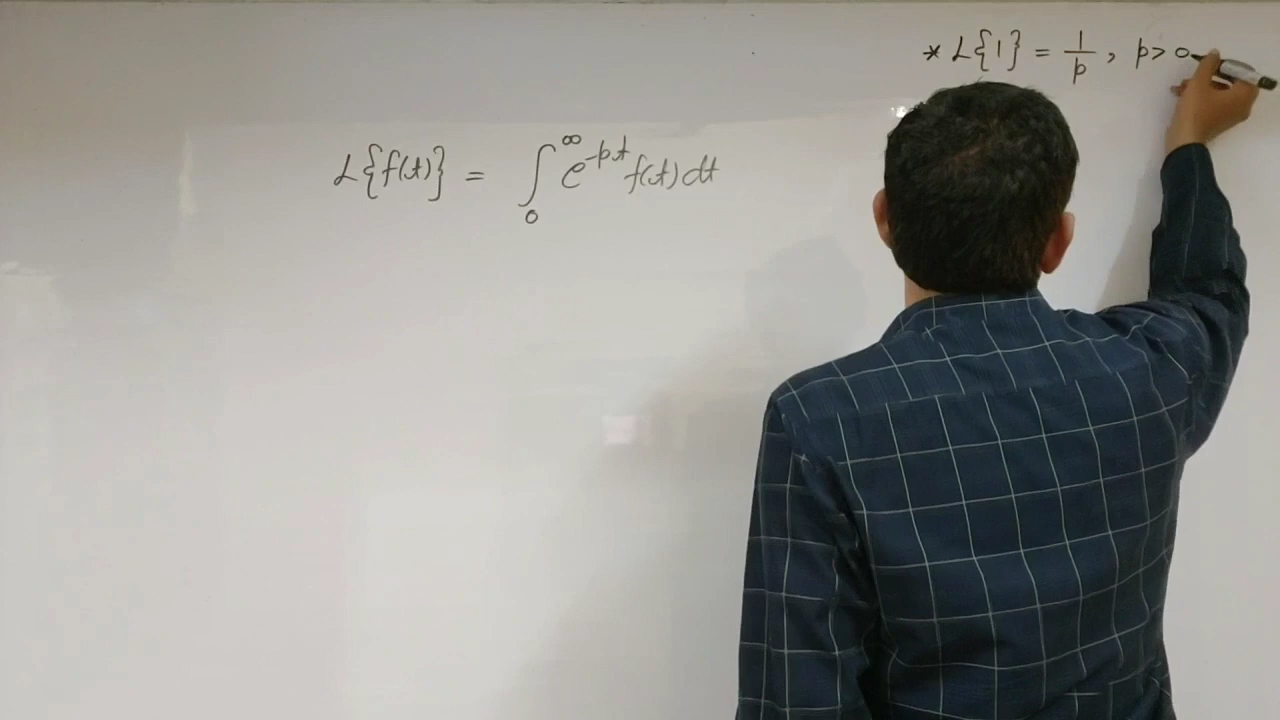 * L{1} = 1/p, p > 0
L{f(t)} = ∫₀^∞ e^{-pt} f(t) dt